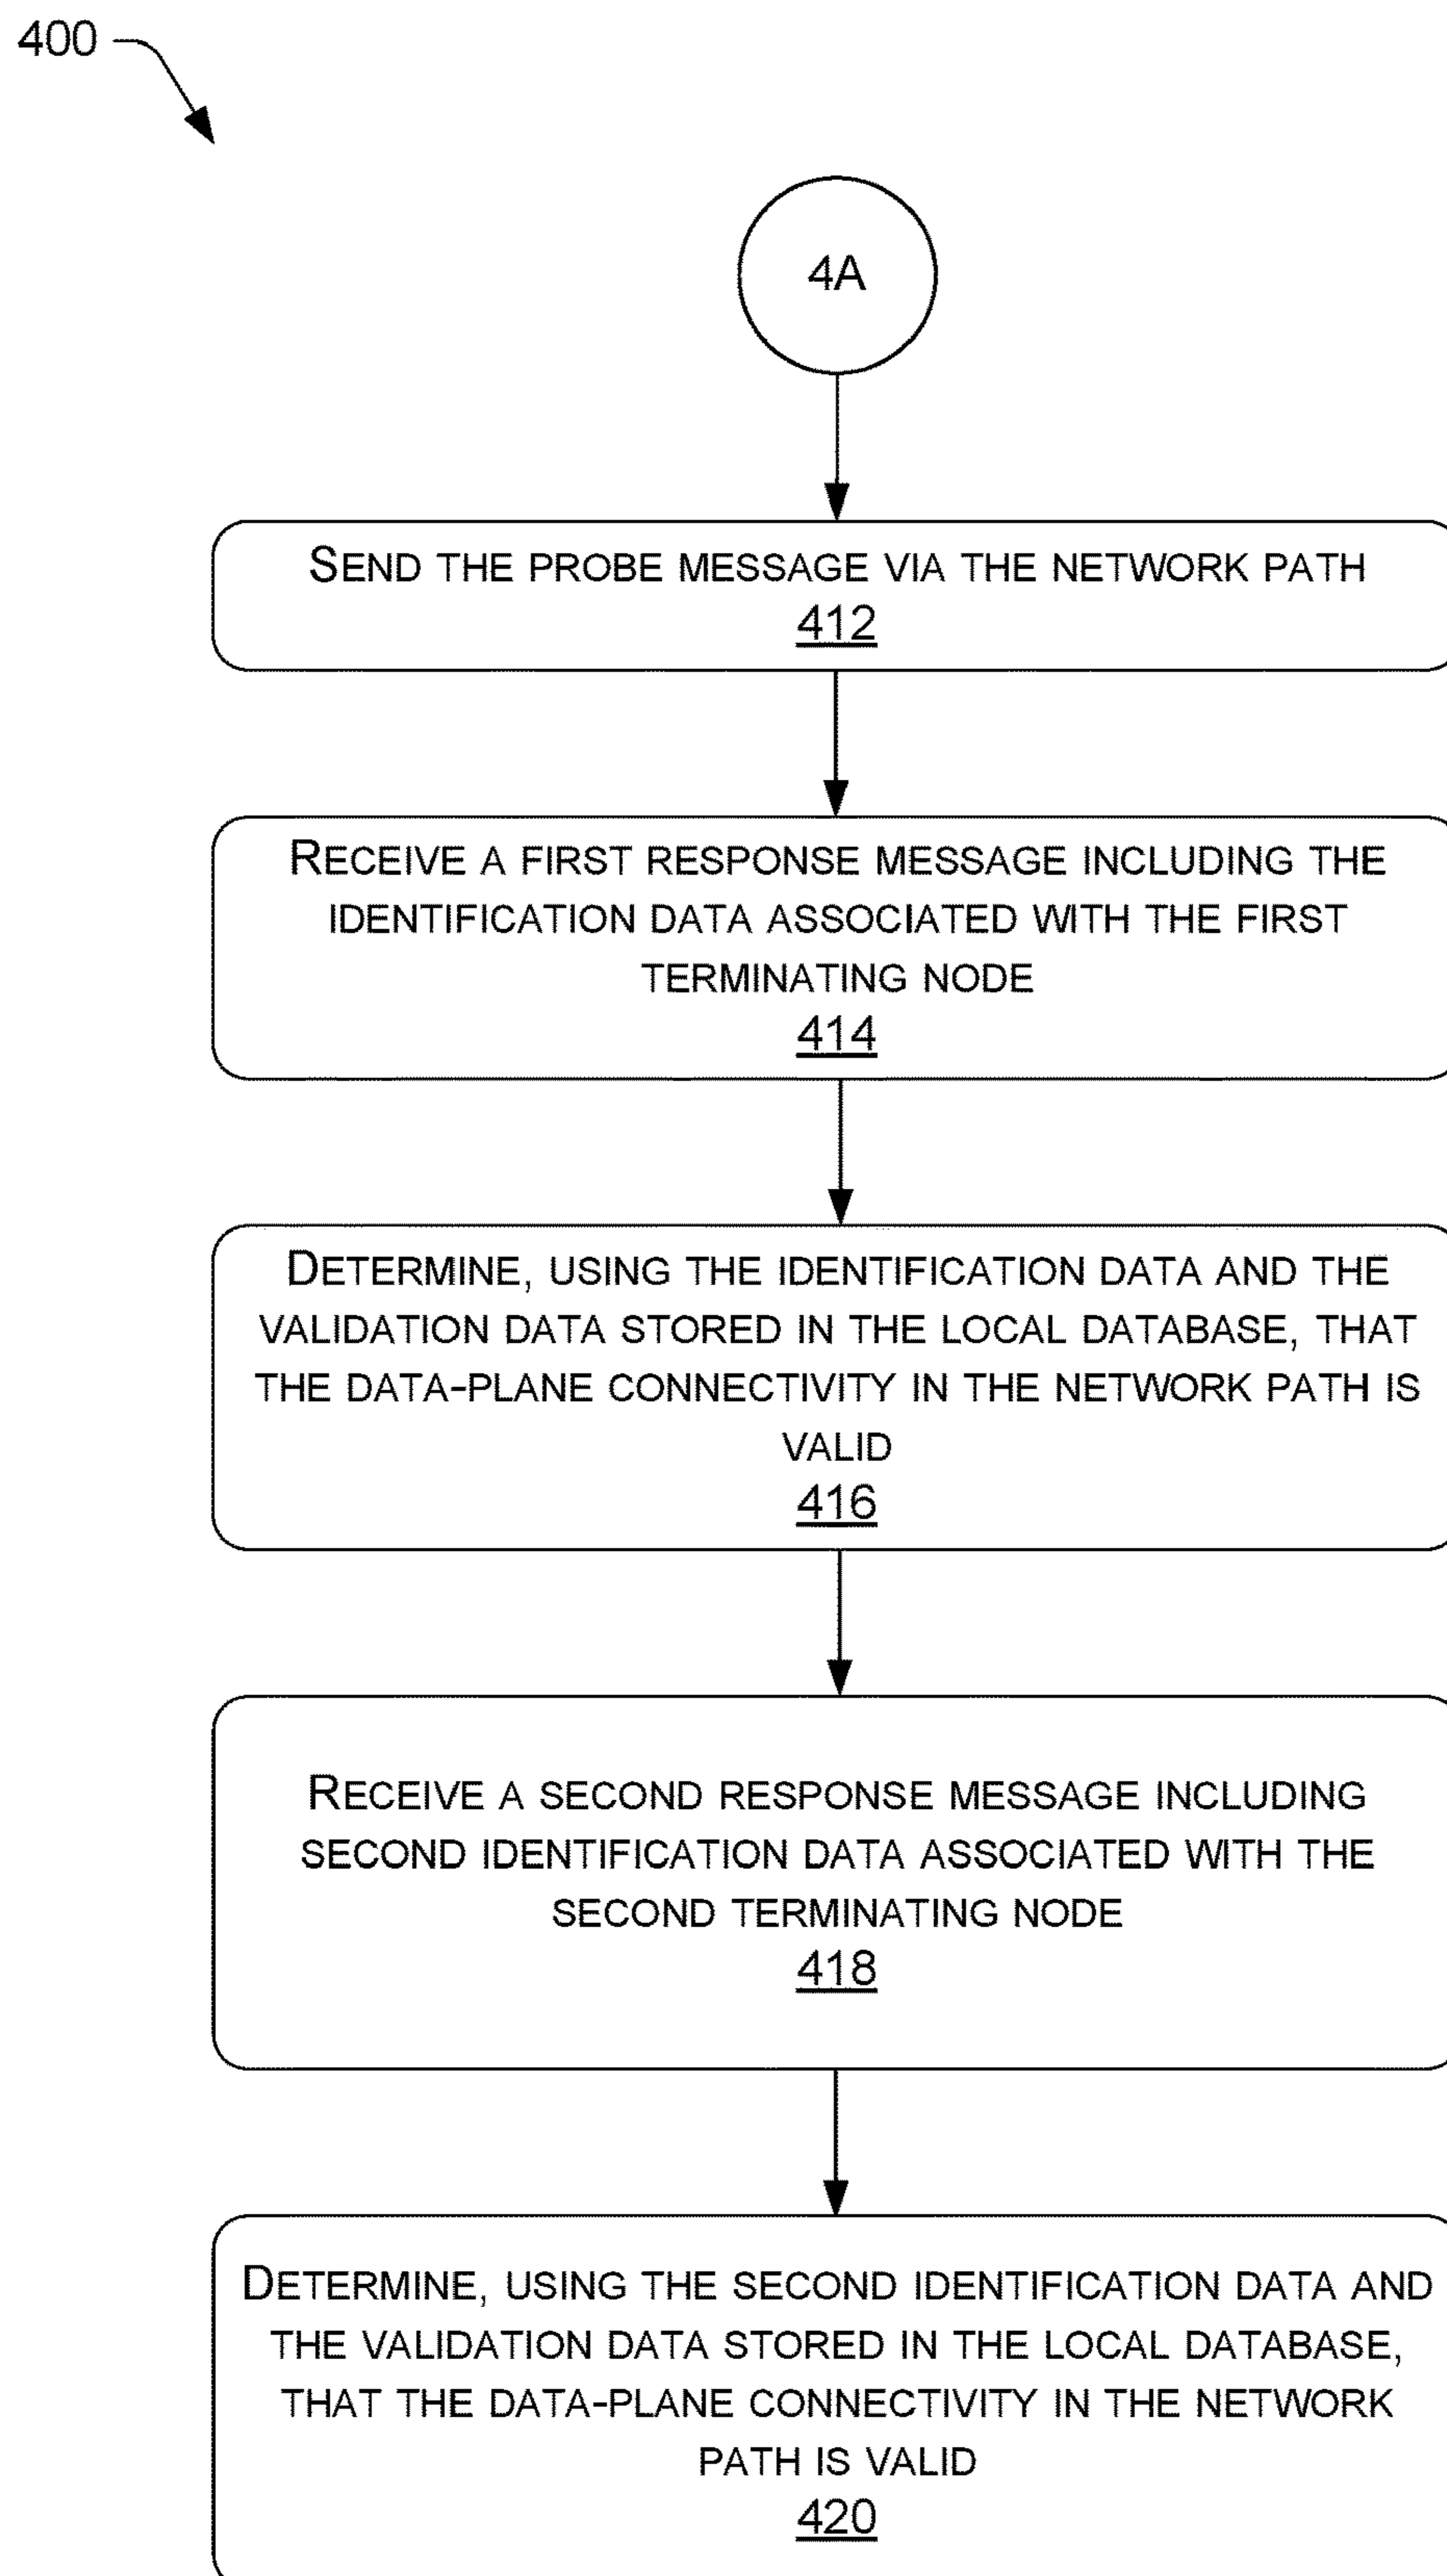 400
4A
SEND THE PROBE MESSAGE VIA THE NETWORK PATH
412
RECEIVE A FIRST RESPONSE MESSAGE INCLUDING THE
IDENTIFICATION DATA ASSOCIATED WITH THE FIRST
TERMINATING NODE
414
DETERMINE, USING THE IDENTIFICATION DATA AND THE
VALIDATION DATA STORED IN THE LOCAL DATABASE, THAT
THE DATA-PLANE CONNECTIVITY IN THE NETWORK PATH IS
VALID
416
RECEIVE A SECOND RESPONSE MESSAGE INCLUDING
SECOND IDENTIFICATION DATA ASSOCIATED WITH THE
SECOND TERMINATING NODE
418
DETERMINE, USING THE SECOND IDENTIFICATION DATA AND
THE VALIDATION DATA STORED IN THE LOCAL DATABASE,
THAT THE DATA-PLANE CONNECTIVITY IN THE NETWORK
PATH IS VALID
420